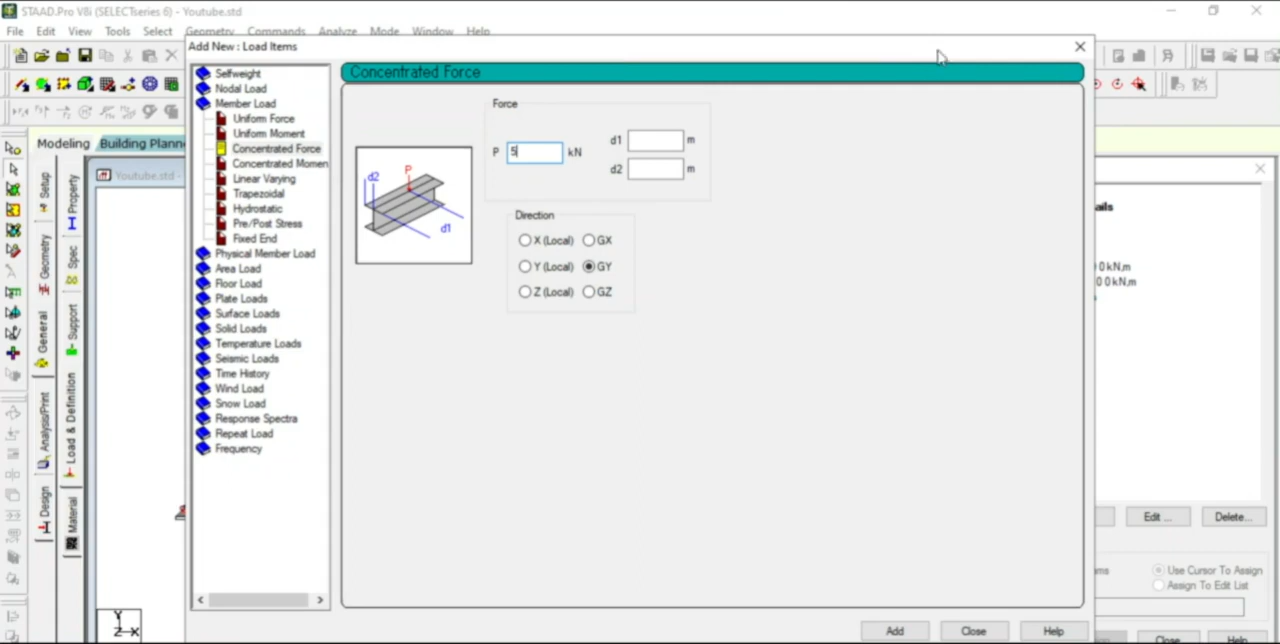 STAAD.Pro V8i (SELECTseries 6) - Youtube.std
File Edit View Tools Select Geometry Commands Analyze Mode Window Help
Add New : Load Items
Selfweight
Nodal Load
Member Load
Uniform Force
Uniform Moment
Concentrated Force
Concentrated Momen
Linear Varying
Trapezoidal
Hydrostatic
Pre/Post Stress
Fixed End
Physical Member Load
Area Load
Floor Load
Plate Loads
Surface Loads
Solid Loads
Temperature Loads
Seismic Loads
Time History
Wind Load
Snow Load
Response Spectra
Repeat Load
Frequency
Concentrated Force
Force
P 5 kN
d1 m
d2 m
d2 P d1
Direction
X (Local) GX
Y (Local) GY
Z (Local) GZ
Add Close Help
Modeling Building Plann
Youtube.std -
Setup
Geometry
General
Analysis/Print
Design
Property
Spec
Support
Load & Definition
Material
Y
Z X
ails
0 kN,m
0 0 kN,m
Edit ... Delete...
ms Use Cursor To Assign
Assign To Edit List
Close Help